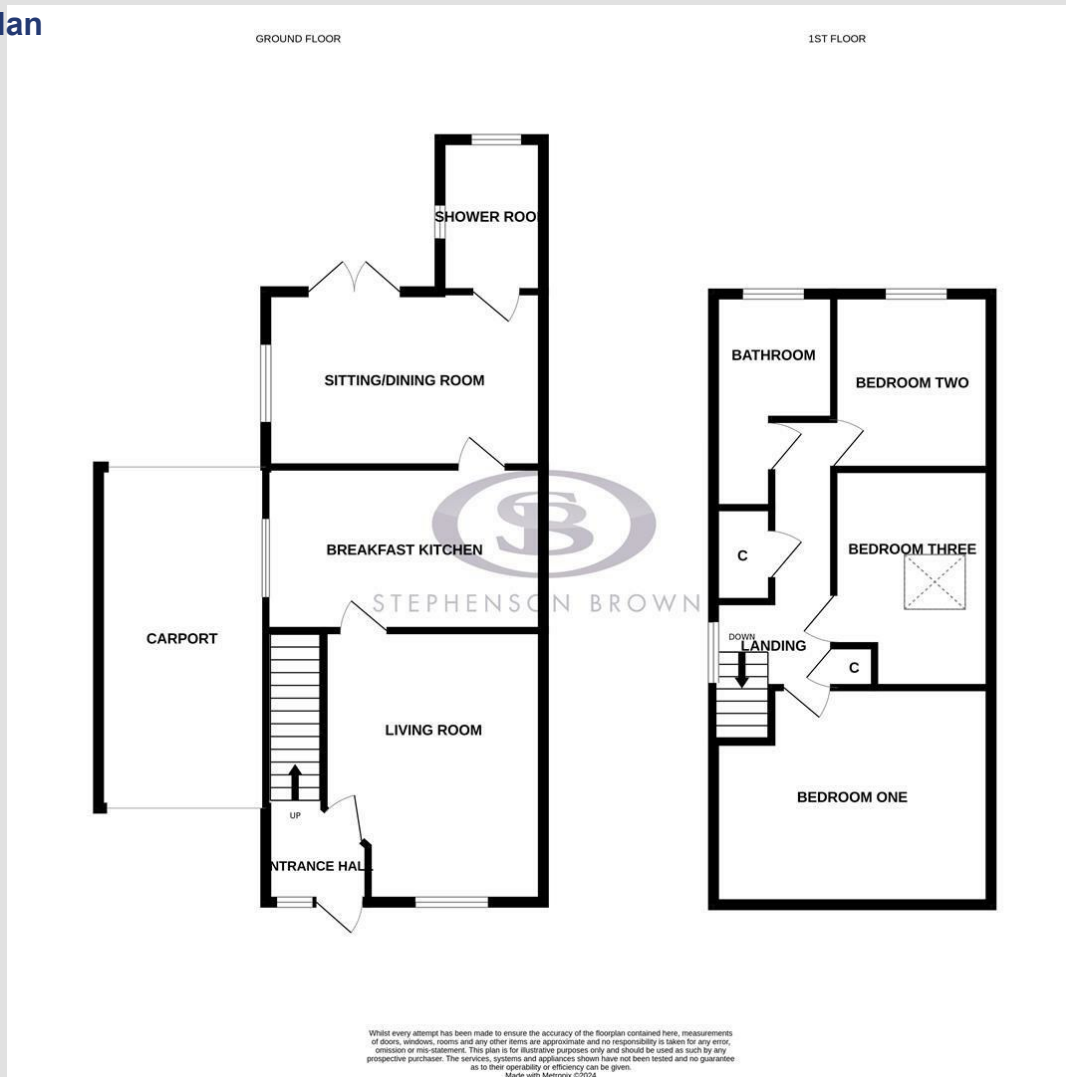 lan
GROUND FLOOR
1ST FLOOR
SHOWER ROO
SITTING/DINING ROOM
BREAKFAST KITCHEN
CARPORT
LIVING ROOM
UP
NTRANCE HALL
BATHROOM
BEDROOM TWO
C
BEDROOM THREE
DOWN
LANDING
C
BEDROOM ONE
SB
STEPHENSON BROWN
Whilst every attempt has been made to ensure the accuracy of the floorplan contained here, measurements
of doors, windows, rooms and any other items are approximate and no responsibility is taken for any error,
omission or mis-statement. This plan is for illustrative purposes only and should be used as such by any
prospective purchaser. The services, systems and appliances shown have not been tested and no guarantee
as to their operability or efficiency can be given.
Made with Metropix ©2024